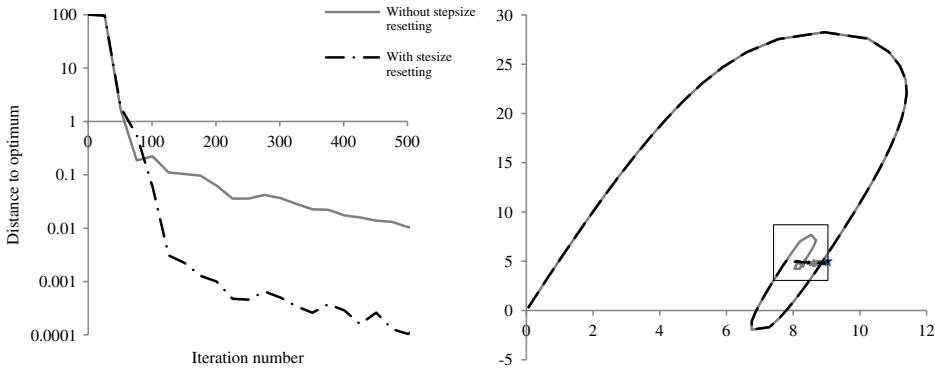 Without stepsize
resetting
With stesize
resetting
Distance to optimum
100
10
1
0.1
0.01
0.001
0.0001
0 100 200 300 400 500
Iteration number
30
25
20
15
10
5
0
-5
0 2 4 6 8 10 12